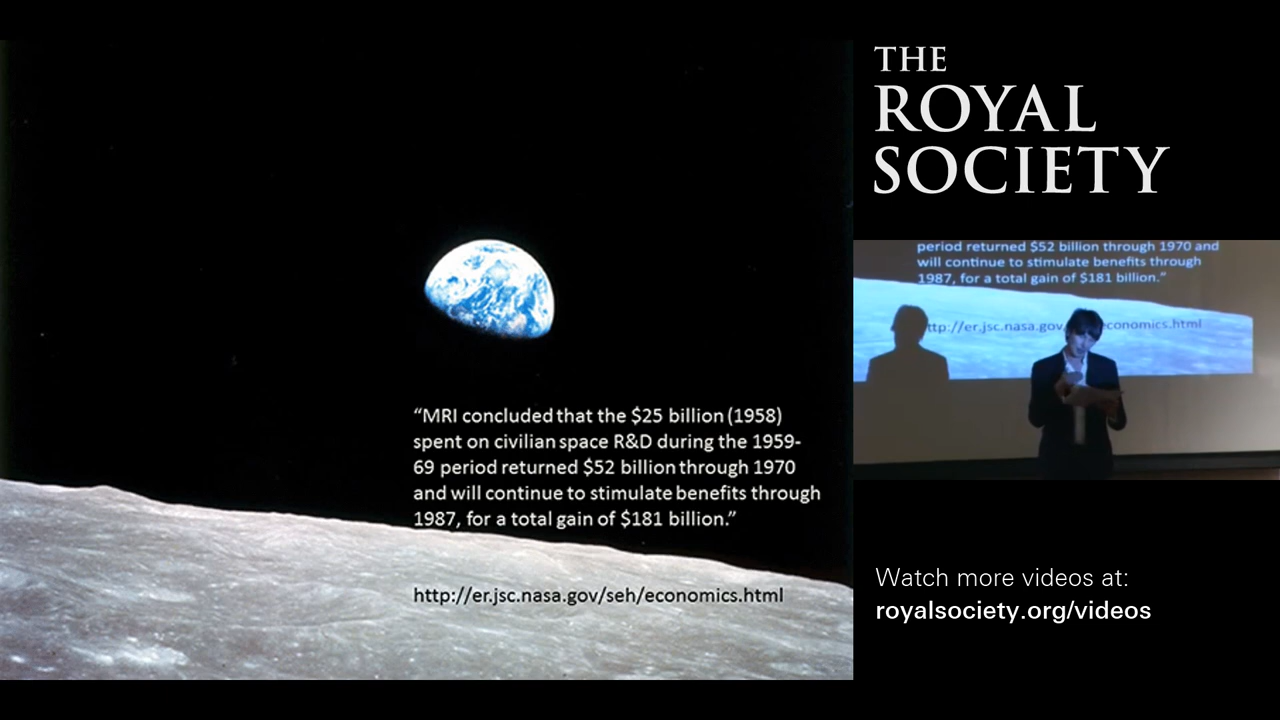 “MRI concluded that the $25 billion (1958)
spent on civilian space R&D during the 1959-
69 period returned $52 billion through 1970
and will continue to stimulate benefits through
1987, for a total gain of $181 billion.”
http://er.jsc.nasa.gov/seh/economics.html
THE
ROYAL
SOCIETY
period returned $52 billion through 1970 and
will continue to stimulate benefits through
1987, for a total gain of $181 billion.”
ttp://er.jsc.nasa.gov economics.html
Watch more videos at:
royalsociety.org/videos